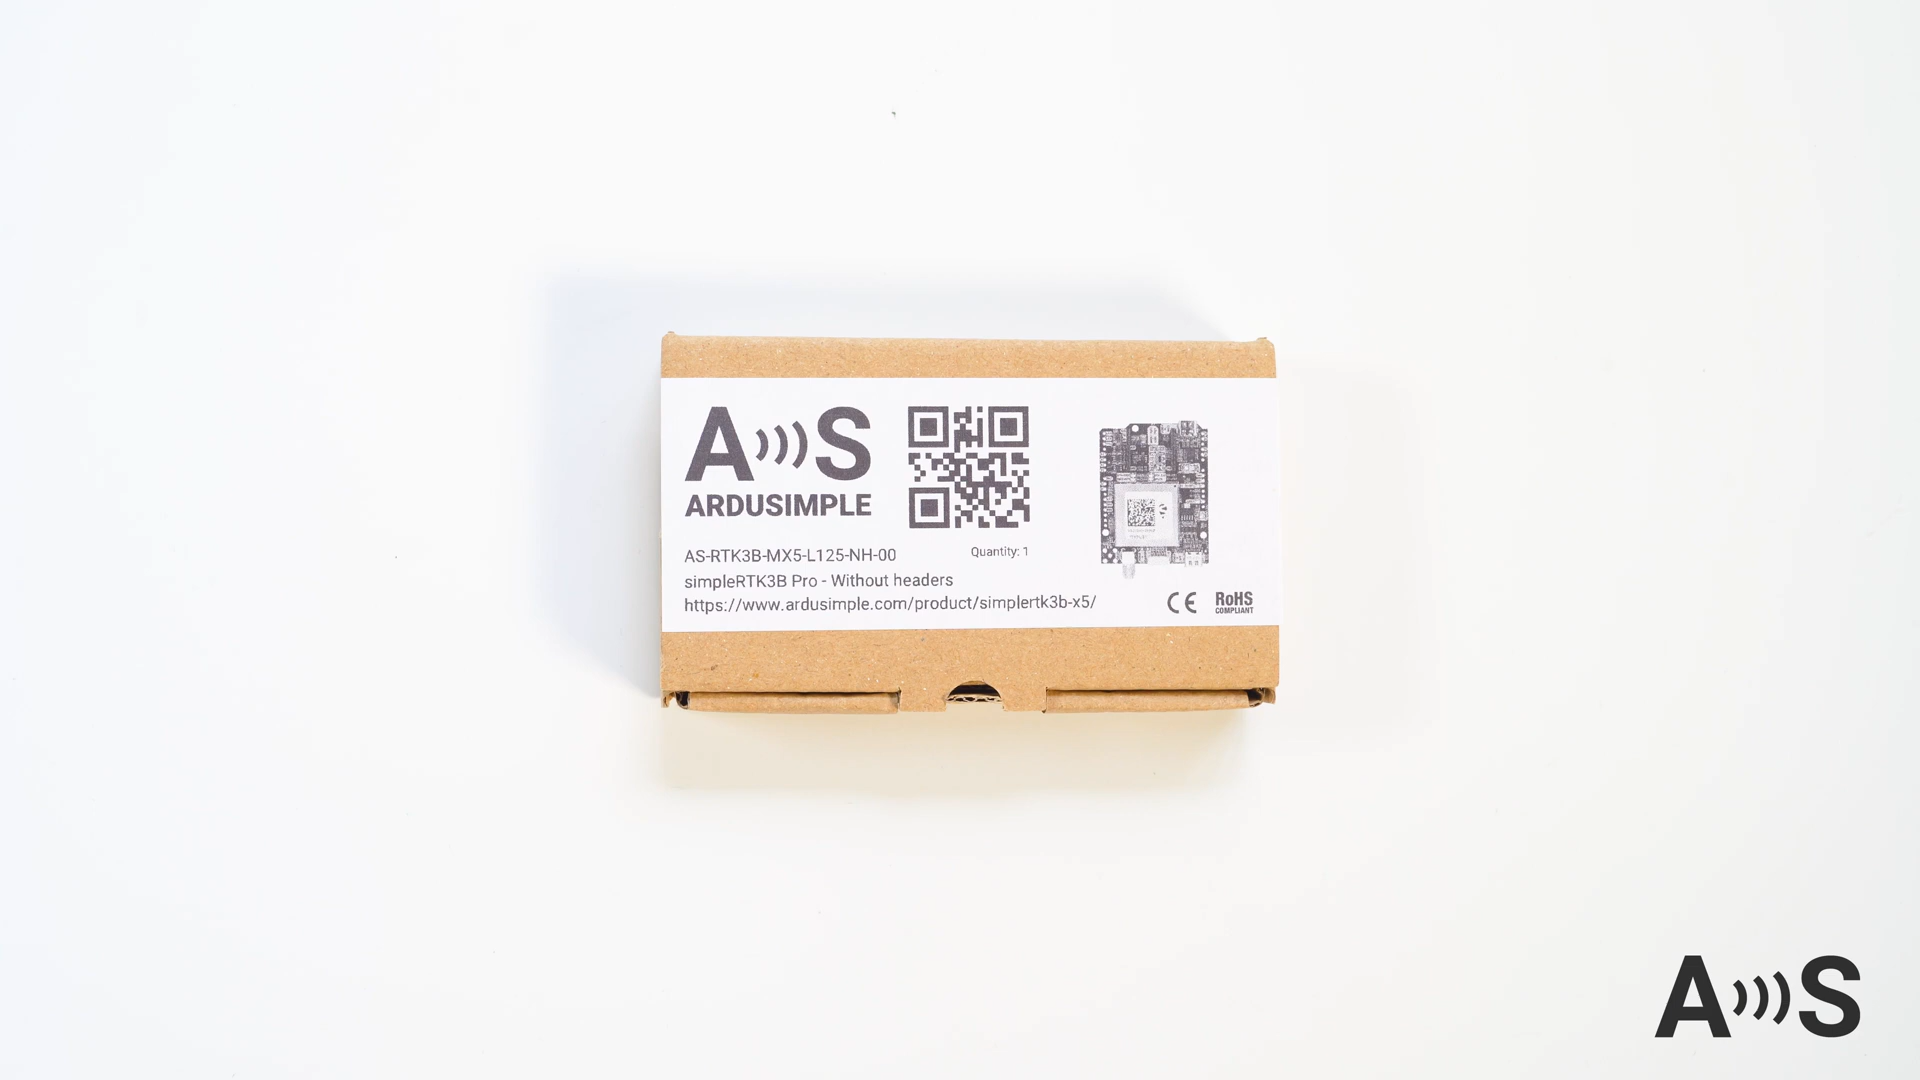 A S
ARDUSIMPLE
AS-RTK3B-MX5-L125-NH-00
Quantity: 1
simpleRTK3B Pro - Without headers
https://www.ardusimple.com/product/simplertk3b-x5/
CE
RoHS
COMPLIANT
A S